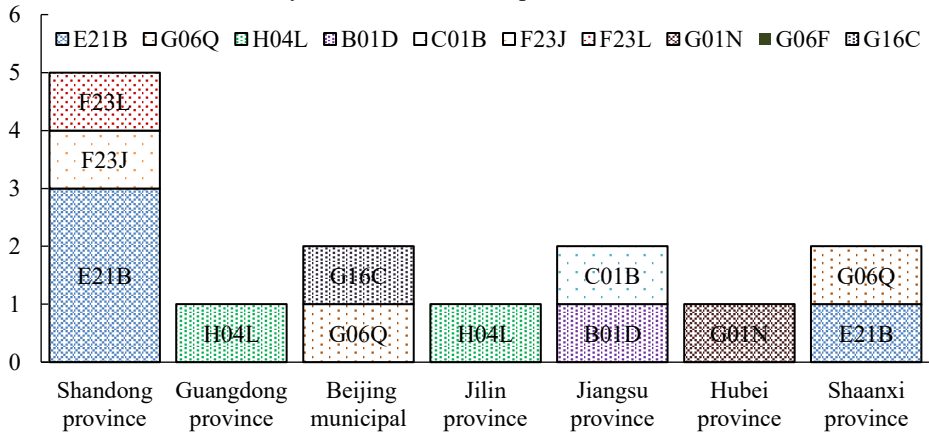 6
E21B G06Q H04L B01D C01B F23J F23L G01N G06F G16C
5
F23L
4
F23J
3
2
G16C C01B G06Q
1
E21B H04L G06Q H04L B01D G01N E21B
0
Shandong province
Guangdong province
Beijing municipal
Jilin province
Jiangsu province
Hubei province
Shaanxi province